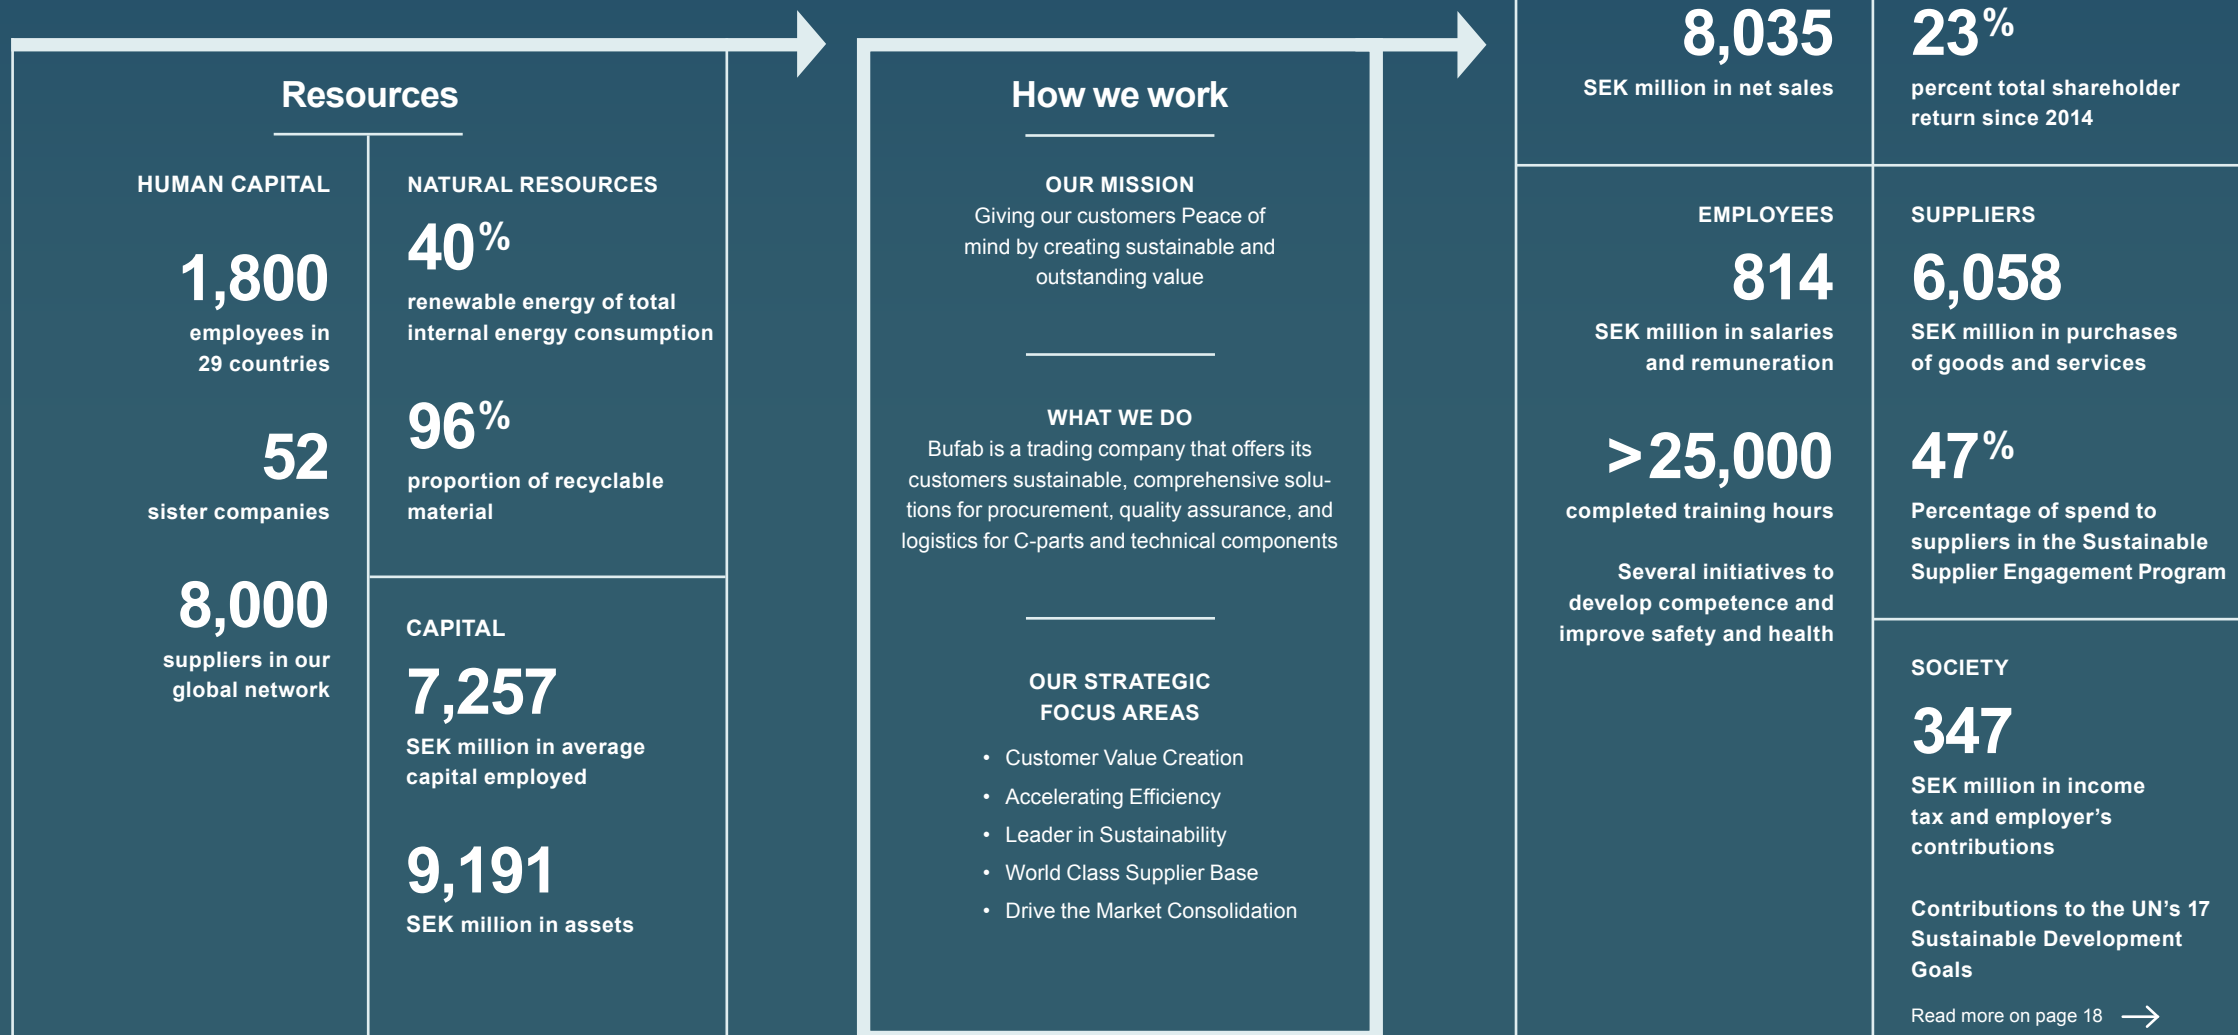 Resources
HUMAN CAPITAL
1,800
employees in
29 countries
52
sister companies
8,000
suppliers in our
global network
NATURAL RESOURCES
40%
renewable energy of total
internal energy consumption
96%
proportion of recyclable
material
CAPITAL
7,257
SEK million in average
capital employed
9,191
SEK million in assets
How we work
OUR MISSION
Giving our customers Peace of
mind by creating sustainable and
outstanding value
WHAT WE DO
Bufab is a trading company that offers its
customers sustainable, comprehensive solu-
tions for procurement, quality assurance, and
logistics for C-parts and technical components
OUR STRATEGIC
FOCUS AREAS
• Customer Value Creation
• Accelerating Efficiency
• Leader in Sustainability
• World Class Supplier Base
• Drive the Market Consolidation
8,035
SEK million in net sales
23%
percent total shareholder
return since 2014
EMPLOYEES
814
SEK million in salaries
and remuneration
>25,000
completed training hours
Several initiatives to
develop competence and
improve safety and health
SUPPLIERS
6,058
SEK million in purchases
of goods and services
47%
Percentage of spend to
suppliers in the Sustainable
Supplier Engagement Program
SOCIETY
347
SEK million in income
tax and employer’s
contributions
Contributions to the UN’s 17
Sustainable Development
Goals
Read more on page 18